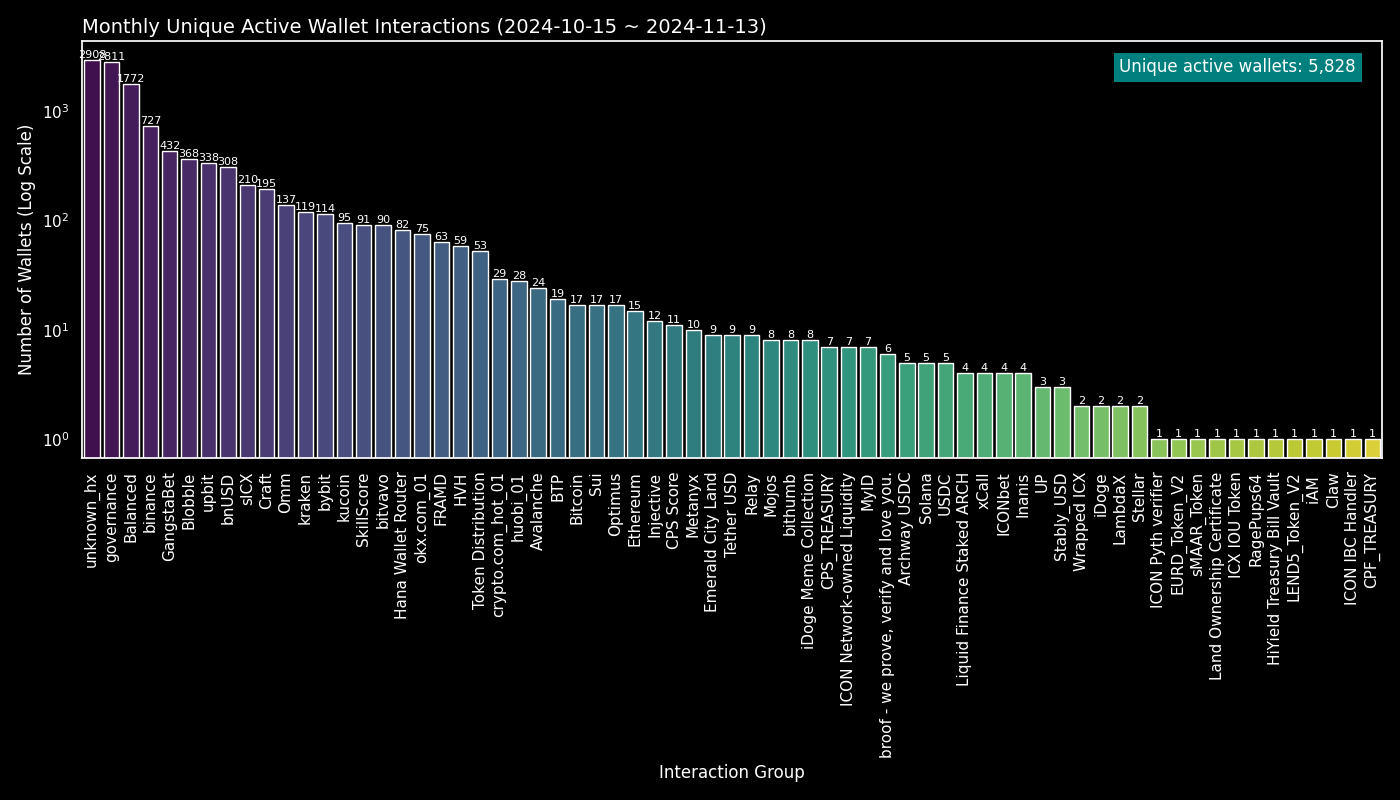 Monthly Unique Active Wallet Interactions (2024-10-15 ~ 2024-11-13)
Unique active wallets: 5,828
Number of Wallets (Log Scale)
10³
10²
10¹
10⁰
2908
2811
1772
727
432
368
338
308
210
195
137
119
114
95
91
90
82
75
63
59
53
29
28
24
19
17
17
17
15
12
11
10
9
9
9
8
8
8
7
7
7
6
5
5
5
4
4
4
4
3
3
2
2
2
2
1
1
1
1
1
1
1
1
1
1
1
1
unknown_hx
governance
Balanced
binance
GangstaBet
Blobble
upbit
bnUSD
sICX
Craft
Omm
kraken
bybit
kucoin
SkillScore
bitvavo
Hana Wallet Router
okx.com_01
FRAMD
HVH
Token Distribution
crypto.com_hot_01
huobi_01
Avalanche
BTP
Bitcoin
Sui
Optimus
Ethereum
Injective
CPS Score
Metanyx
Emerald City Land
Tether USD
Relay
Mojos
bithumb
iDoge Meme Collection
CPS_TREASURY
ICON Network-owned Liquidity
MyID
broof - we prove, verify and love you.
Archway USDC
Solana
USDC
Liquid Finance Staked ARCH
xCall
ICONbet
Inanis
UP
Stably_USD
Wrapped ICX
iDoge
LambdaX
Stellar
ICON Pyth verifier
EURD_Token_V2
sMAAR_Token
Land Ownership Certificate
ICX IOU Token
RagePups64
HiYield Treasury Bill Vault
LEND5_Token_V2
iAM
Claw
ICON IBC Handler
CPF_TREASURY
Interaction Group